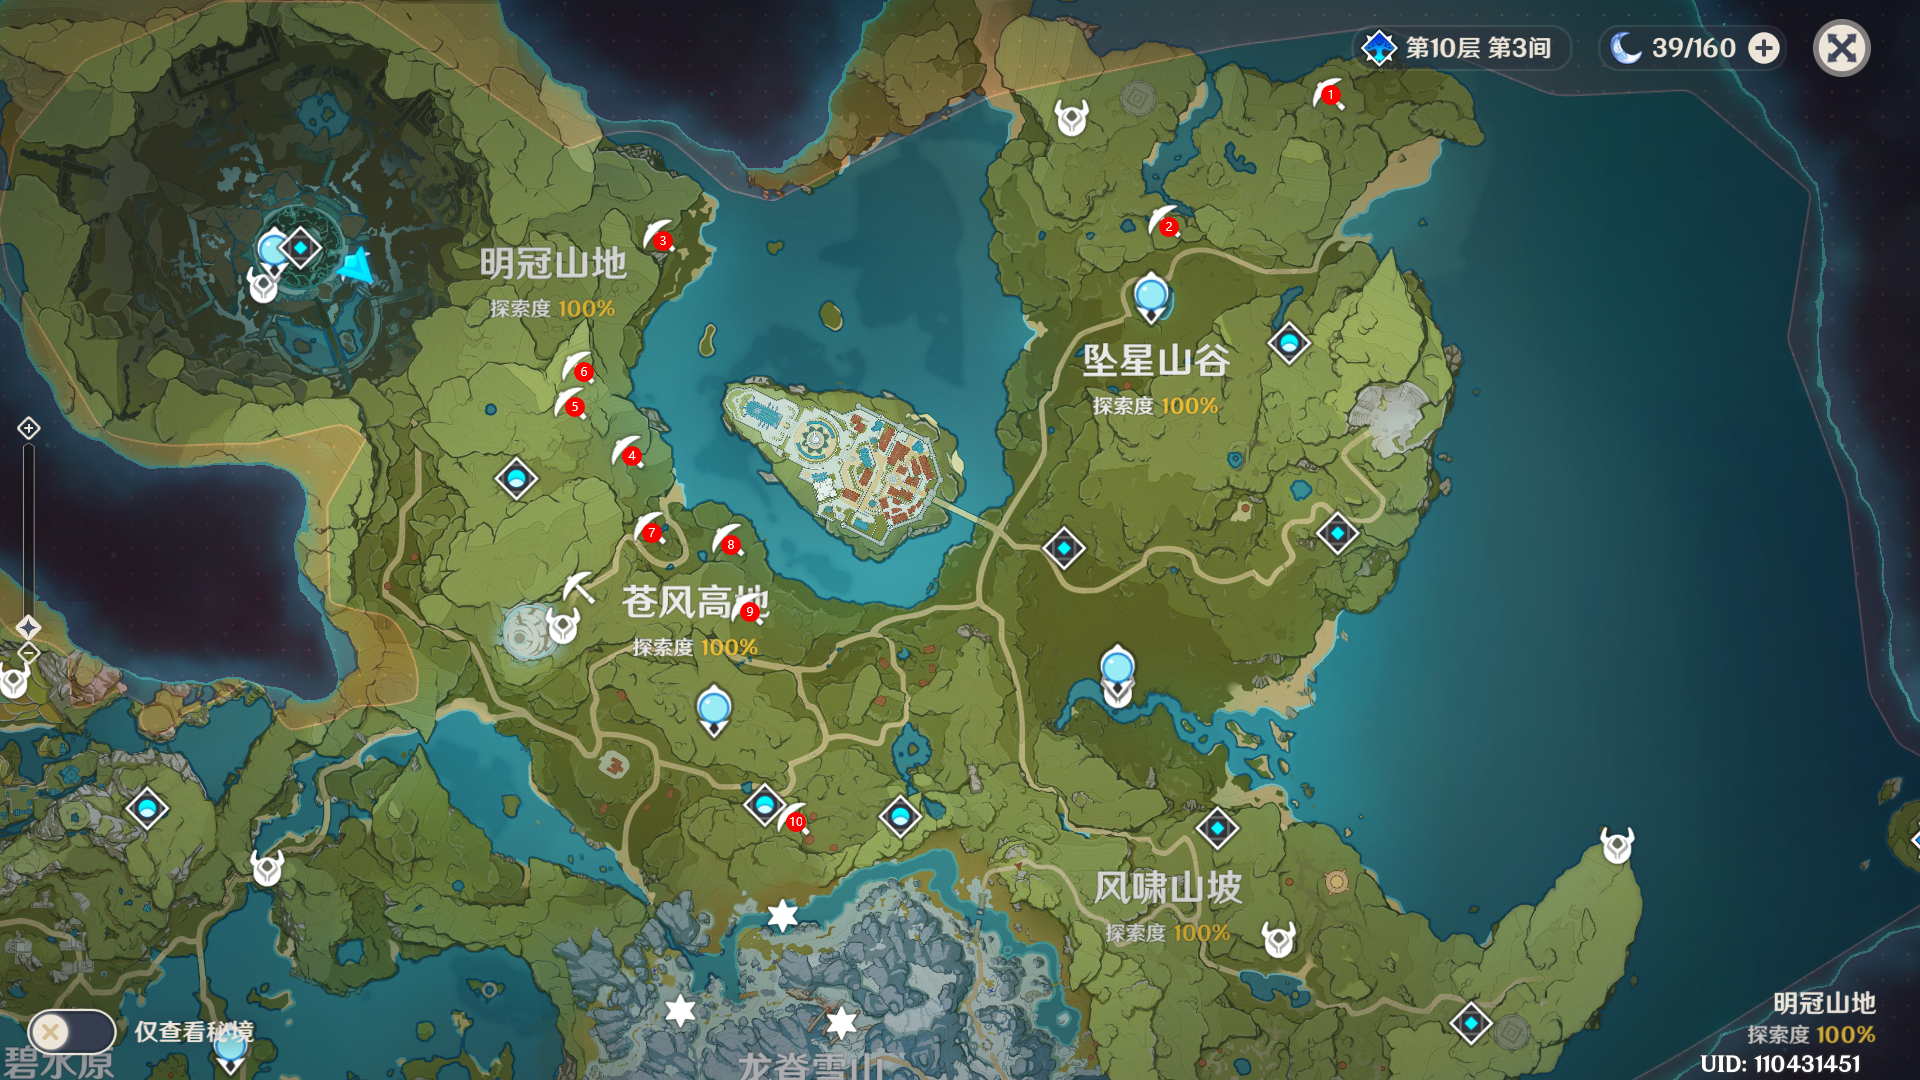 第10层 第3间
39/160
1
2
3
明冠山地
探索度 100%
坠星山谷
探索度 100%
6
5
4
7
8
苍风高地
9
探索度 100%
10
风啸山坡
探索度 100%
明冠山地
探索度 100%
仅查看秘境
碧水原
龙脊雪山
UID: 110431451